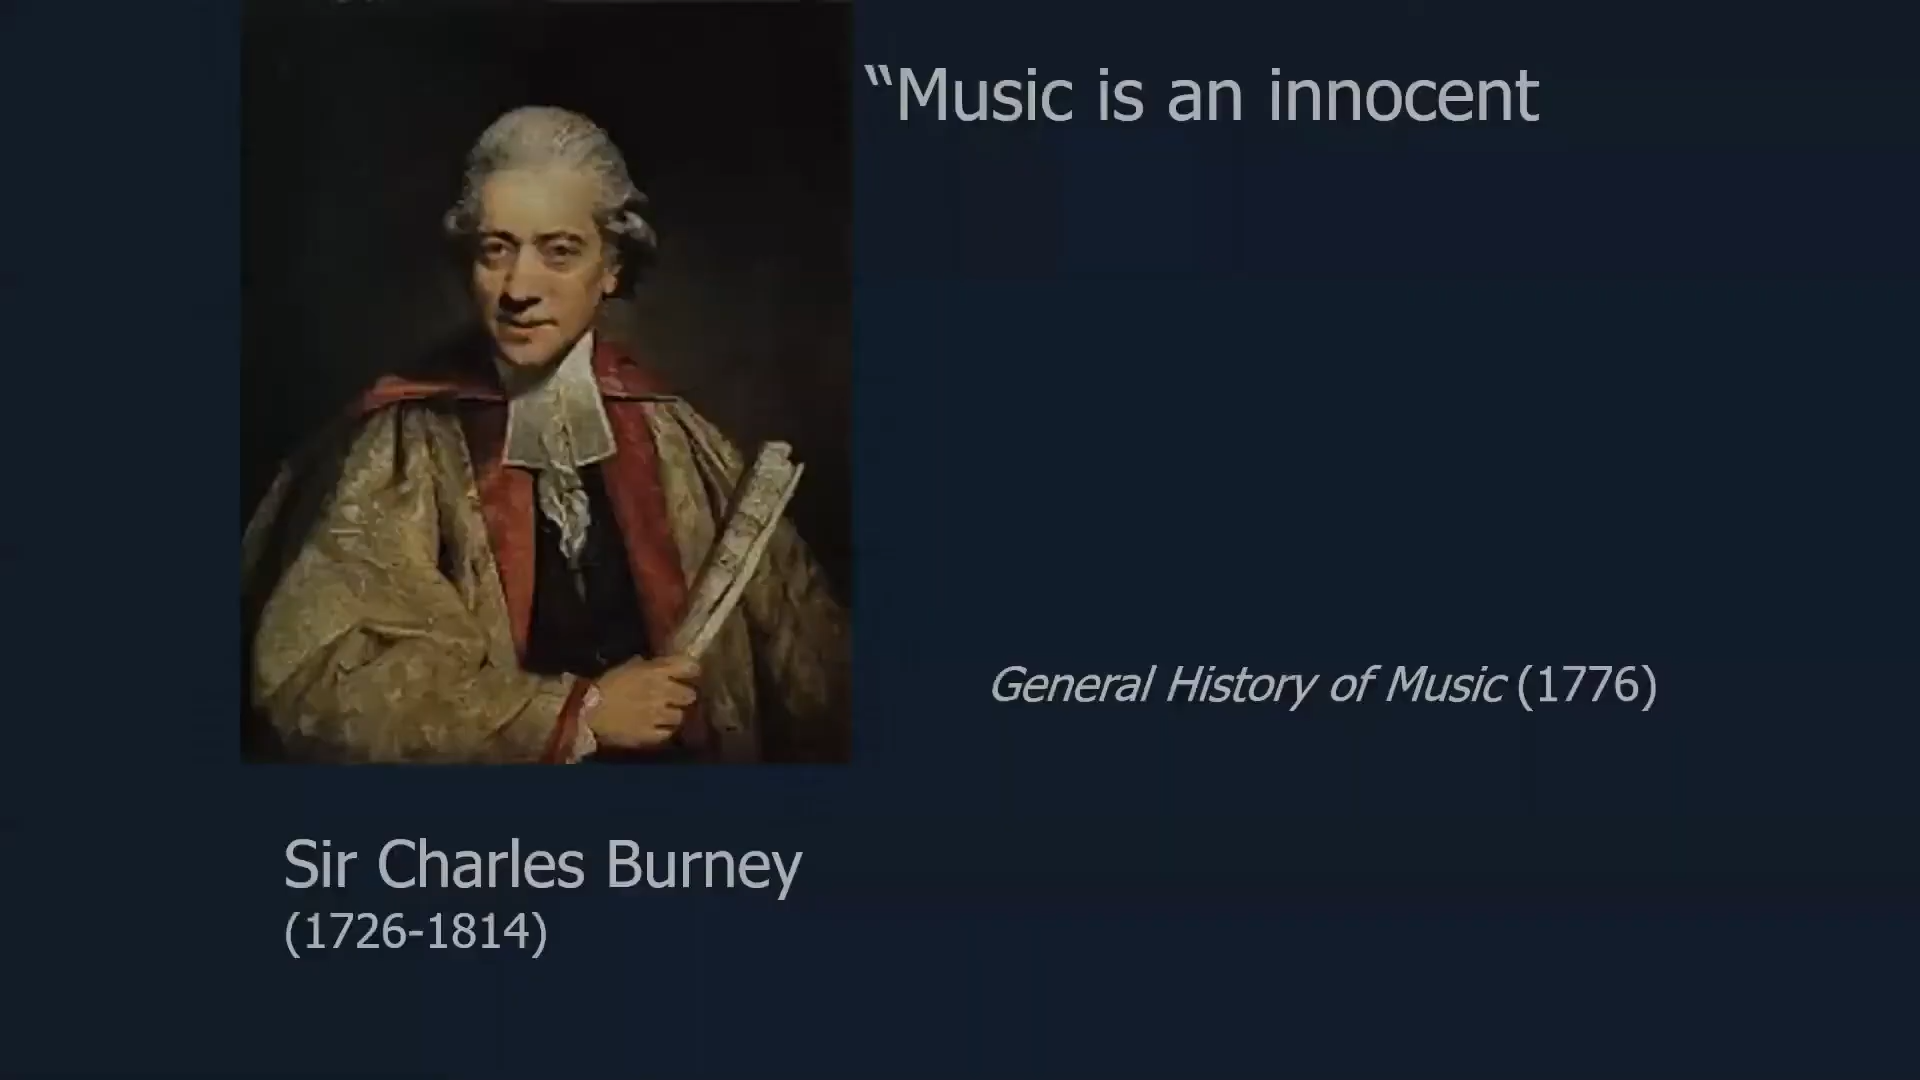 “Music is an innocent
General History of Music (1776)
Sir Charles Burney
(1726-1814)